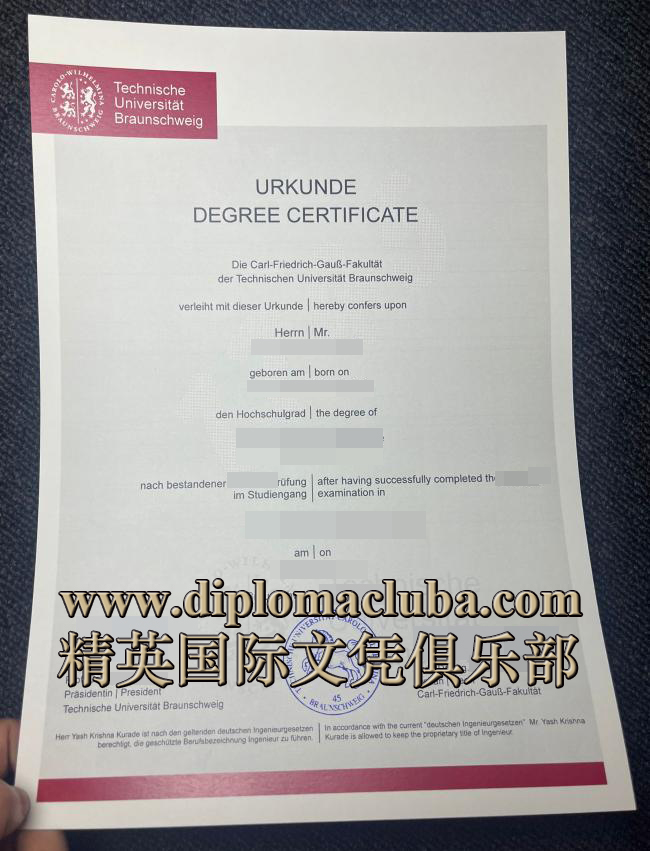 CAROLO-WILHELMINA
BRAUNSCHWEIG
Technische
Universität
Braunschweig
URKUNDE
DEGREE CERTIFICATE
Die Carl-Friedrich-Gauß-Fakultät
der Technischen Universität Braunschweig
verleiht mit dieser Urkunde | hereby confers upon
Herrn | Mr.
geboren am | born on
den Hochschulgrad | the degree of
nach bestandener rüfung | after having successfully completed th
im Studiengang | examination in
am | on
www.diplomacluba.com
精英国际文凭俱乐部
BRAUNSCHWEIG
45
Präsidentin | President
Technische Universität Braunschweig
Carl-Friedrich-Gauß-Fakultät
Herr Yash Krishna Kurade ist nach den geltenden deutschen Ingenieurgesetzen | In accordance with the current "deutschen Ingenieurgesetzen" Mr. Yash Krishna
berechtigt, die geschützte Berufsbezeichnung Ingenieur zu führen. | Kurade is allowed to keep the proprietary title of Ingenieur.